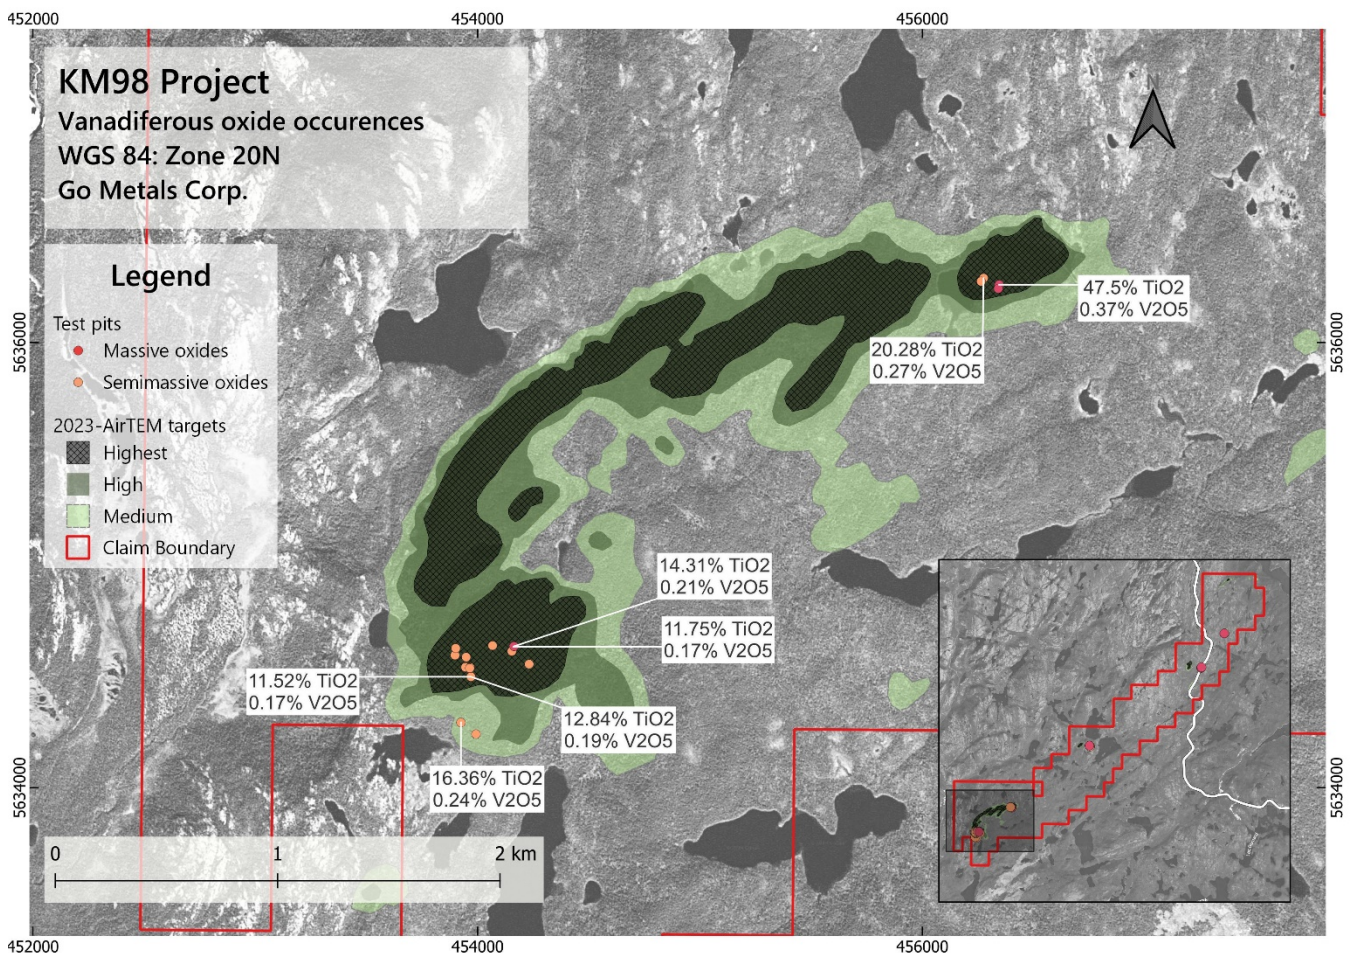 452000
454000
456000
KM98 Project
Vanadiferous oxide occurences
WGS 84: Zone 20N
Go Metals Corp.
N
Legend
Test pits
Massive oxides
Semimassive oxides
2023-AirTEM targets
Highest
High
Medium
Claim Boundary
5636000
5636000
47.5% TiO2
0.37% V2O5
20.28% TiO2
0.27% V2O5
14.31% TiO2
0.21% V2O5
11.75% TiO2
0.17% V2O5
11.52% TiO2
0.17% V2O5
12.84% TiO2
0.19% V2O5
16.36% TiO2
0.24% V2O5
5634000
5634000
0
1
2 km
452000
454000
456000